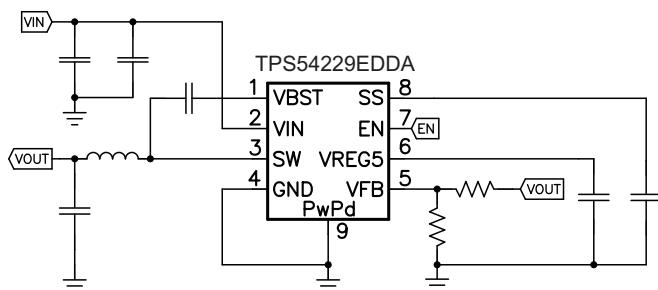 VIN
TPS54229EDDA
1 VBST SS 8
2 VIN EN 7 EN
3 SW VREG5 6
VOUT
4 GND VFB 5 VOUT
PwPd
9